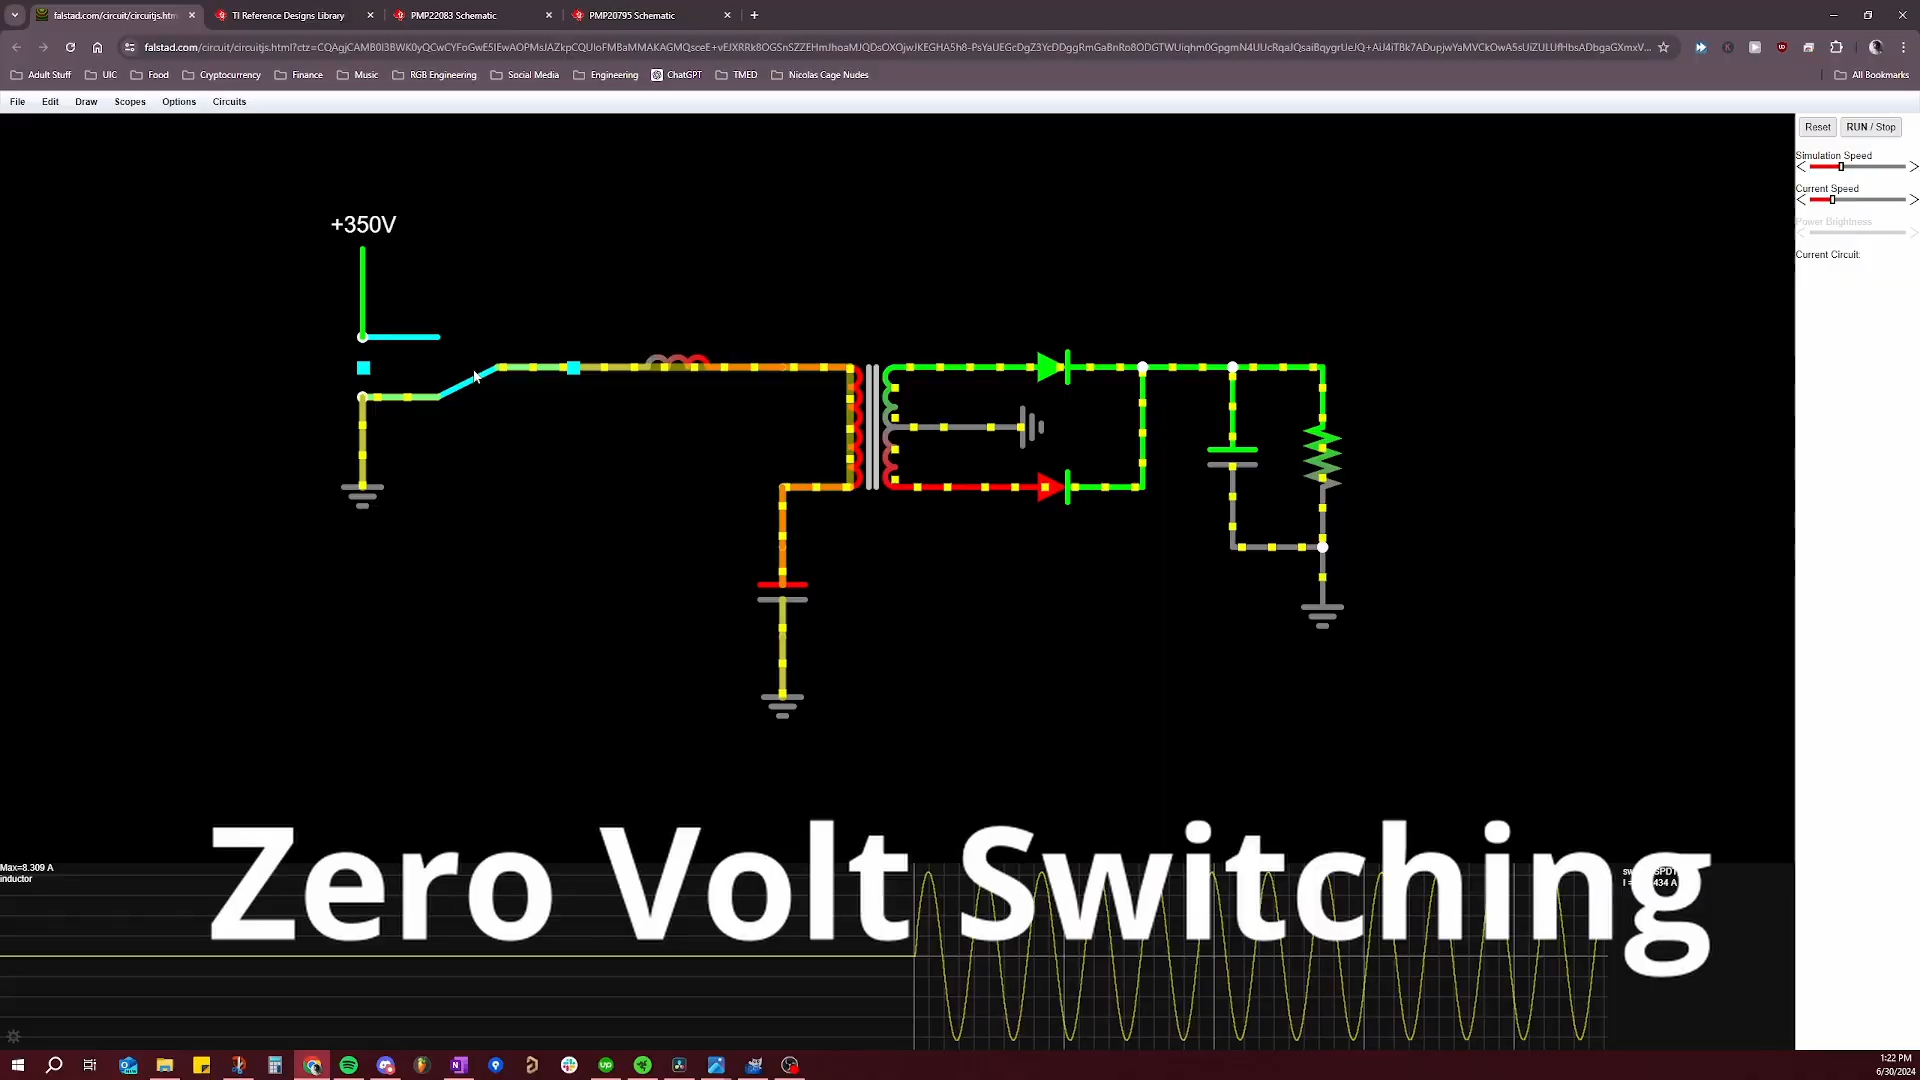 falstad.com/circuit/circuitjs.htm
TI Reference Designs Library
PMP22083 Schematic
PMP20795 Schematic
Adult Stuff
UIC
Food
Cryptocurrency
Finance
Music
RGB Engineering
Social Media
Engineering
ChatGPT
TMED
Nicolas Cage Nudes
All Bookmarks
File
Edit
Draw
Scopes
Options
Circuits
Reset
RUN / Stop
Simulation Speed
Current Speed
Power Brightness
Current Circuit:
+350V
Zero Volt Switching
Max=8.309 A
inductor
1:22 PM
6/30/2024